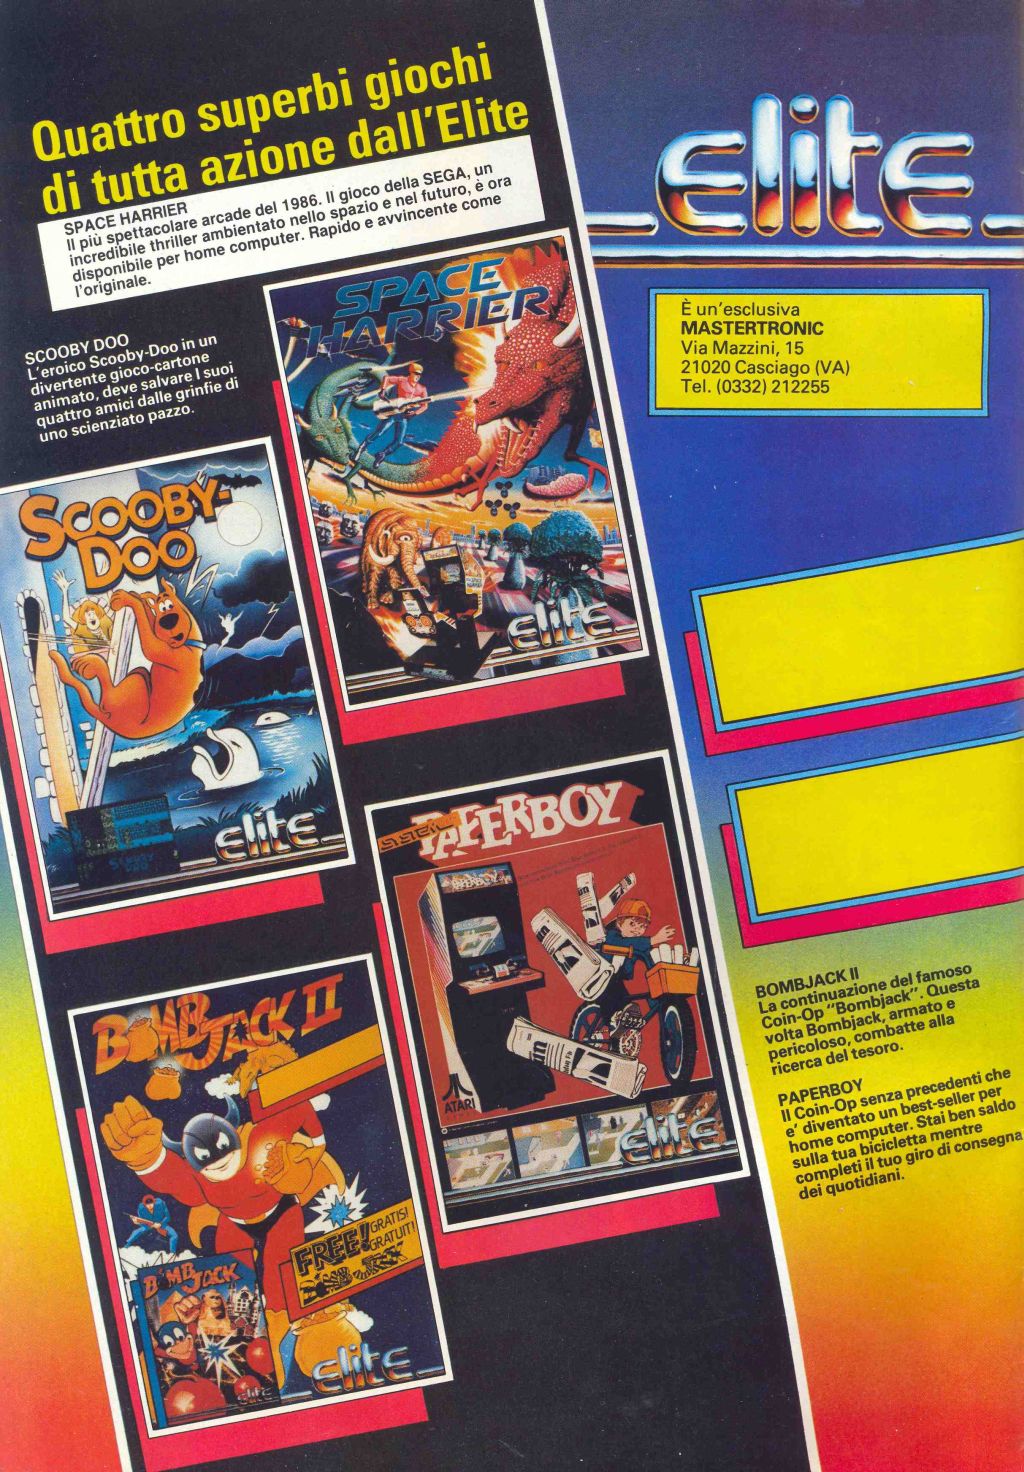 Quattro superbi giochi
di tutta azione dall'Elite
SPACE HARRIER
Il più spettacolare arcade del 1986. Il gioco della SEGA, un
incredibile thriller ambientato nello spazio e nel futuro, è ora
disponibile per home computer. Rapido e avvincente come
l'originale.
elite
È un'esclusiva
MASTERTRONIC
Via Mazzini, 15
21020 Casciago (VA)
Tel. (0332) 212255
SCOOBY DOO
L'eroico Scooby-Doo in un
divertente gioco-cartone
animato, deve salvare I suoi
quattro amici dalle grinfie di
uno scienziato pazzo.
SPACE
HARRIER
elite
SCOOBY-
DOO
elite
SYSTEM
PAPERBOY
PAPERBOY
ATARI
elite
BOMB JACK II
FREE!
GRATIS!
GRATUIT!
BOMB JACK
BOMB JACK
elite
elite
BOMBJACK II
La continuazione del famoso
Coin-Op "Bombjack". Questa
volta Bombjack, armato e
pericoloso, combatte alla
ricerca del tesoro.
PAPERBOY
Il Coin-Op senza precedenti che
e' diventato un best-seller per
home computer. Stai ben saldo
sulla tua bicicletta mentre
completi il tuo giro di consegna
dei quotidiani.